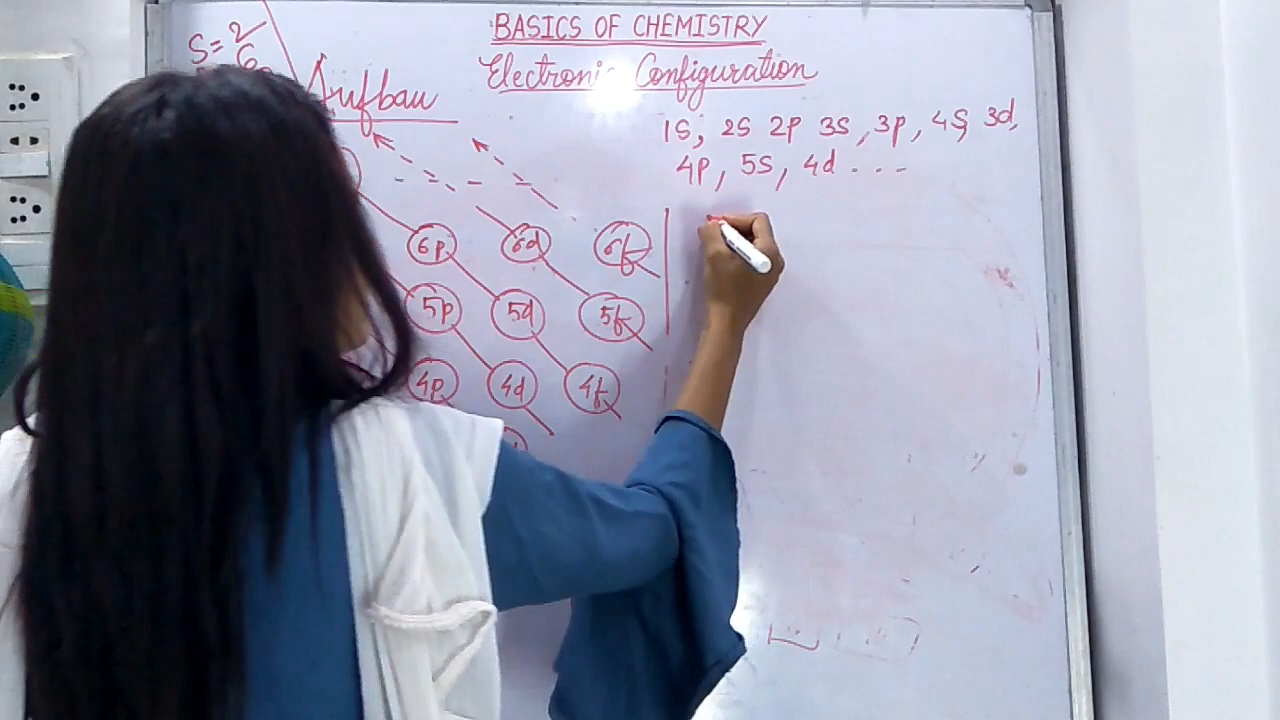 BASICS OF CHEMISTRY
Electronic Configuration
S = 2
6
Aufbau
1S, 2S 2p 3S, 3p, 4S, 3d,
4p, 5S, 4d - - -
6p 6d 6f
5p 5d 5f
4p 4d 4f